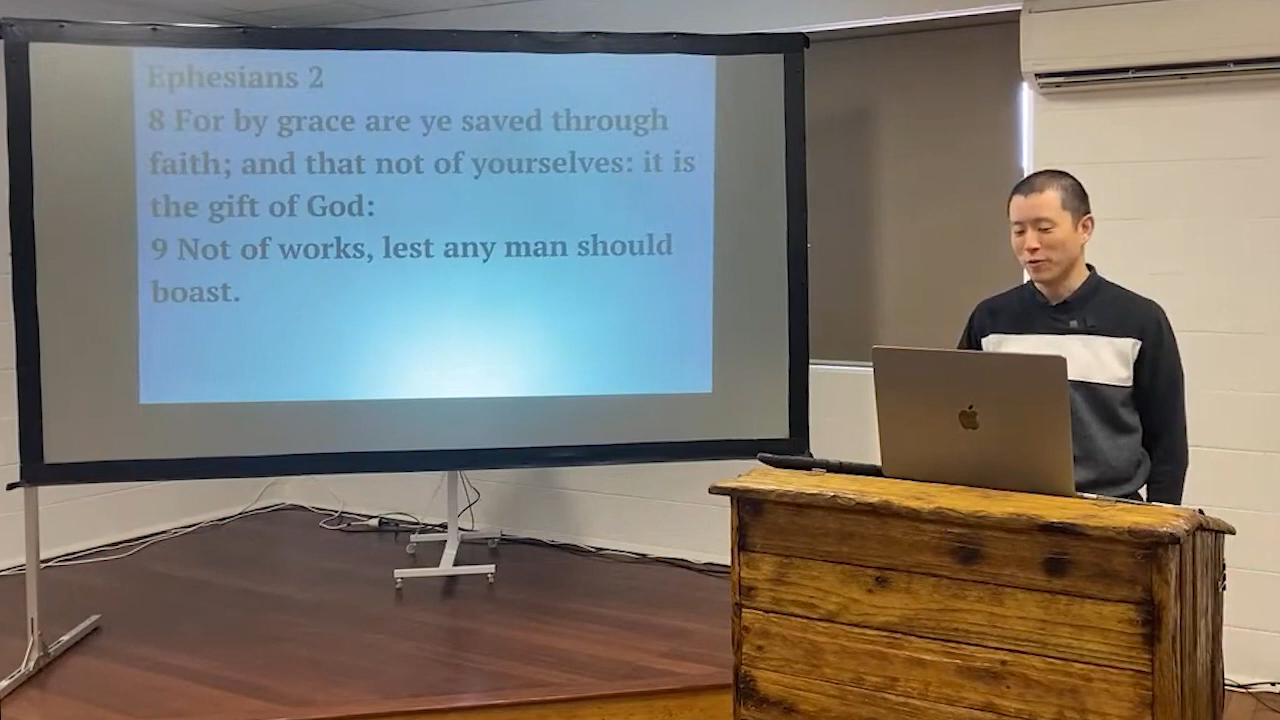 Ephesians 2
8 For by grace are ye saved through
faith; and that not of yourselves: it is
the gift of God:
9 Not of works, lest any man should
boast.